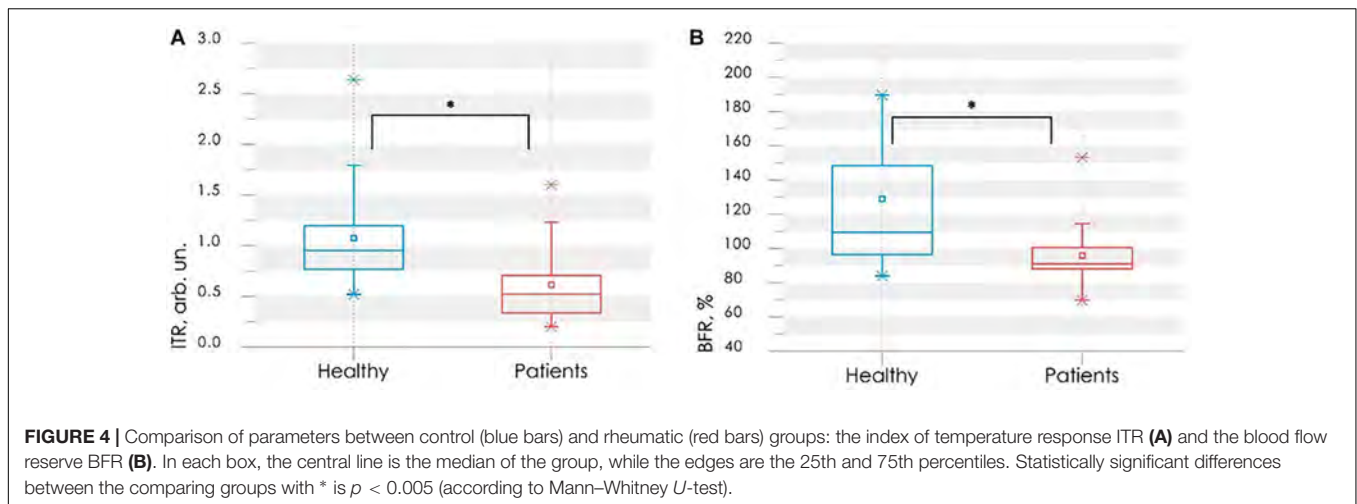 A
3.0
2.5
2.0
1.5
1.0
0.5
0.0
ITR, arb. un.
*
Healthy
Patients
B
220
200
180
160
140
120
100
80
60
40
BFR, %
*
Healthy
Patients
FIGURE 4 | Comparison of parameters between control (blue bars) and rheumatic (red bars) groups: the index of temperature response ITR (A) and the blood flow
reserve BFR (B). In each box, the central line is the median of the group, while the edges are the 25th and 75th percentiles. Statistically significant differences
between the comparing groups with * is p < 0.005 (according to Mann–Whitney U-test).